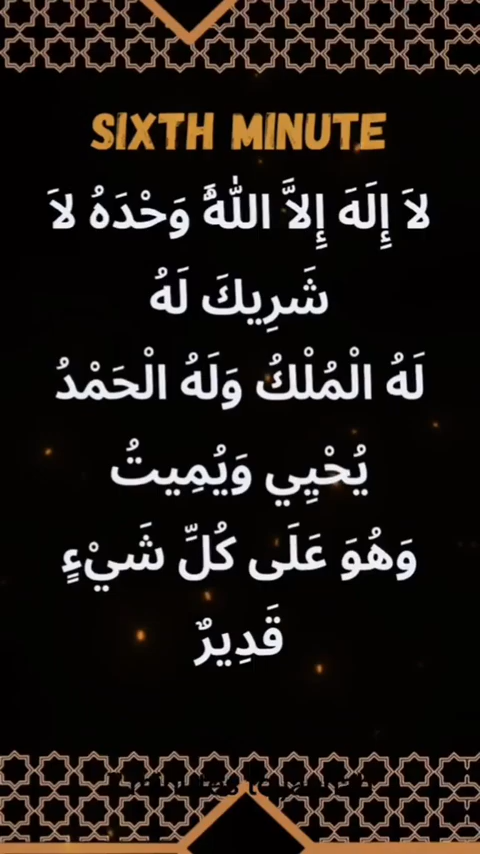 SIXTH MINUTE
لاَ إِلَهَ إِلاَّ اللّٰهُ وَحْدَهُ لاَ
شَرِيكَ لَهُ
لَهُ الْمُلْكُ وَلَهُ الْحَمْدُ
يُحْيِي وَيُمِيتُ
وَهُوَ عَلَى كُلِّ شَيْءٍ
قَدِيرٌ